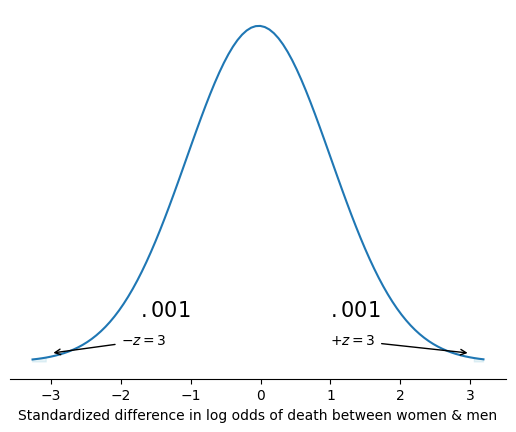 .001 .001
−z = 3 +z = 3
−3 −2 −1 0 1 2 3
Standardized difference in log odds of death between women & men